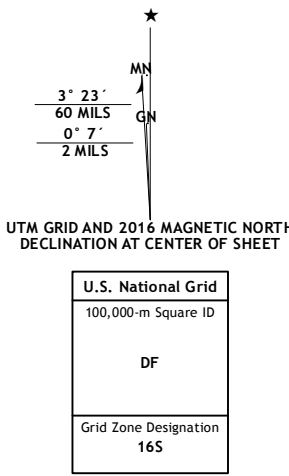 ★
MN
3° 23´
60 MILS
GN
0° 7´
2 MILS
UTM GRID AND 2016 MAGNETIC NORTH
DECLINATION AT CENTER OF SHEET
U.S. National Grid
100,000-m Square ID
DF
Grid Zone Designation
16S